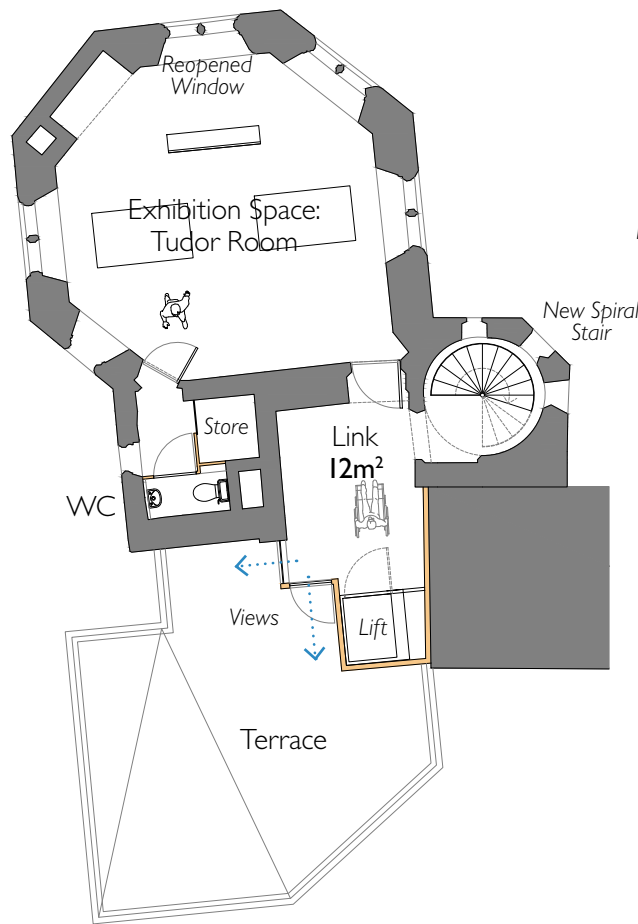 Reopened
Window
Exhibition Space:
Tudor Room
New Spiral
Stair
Store
Link
12m²
WC
Views
Lift
Terrace